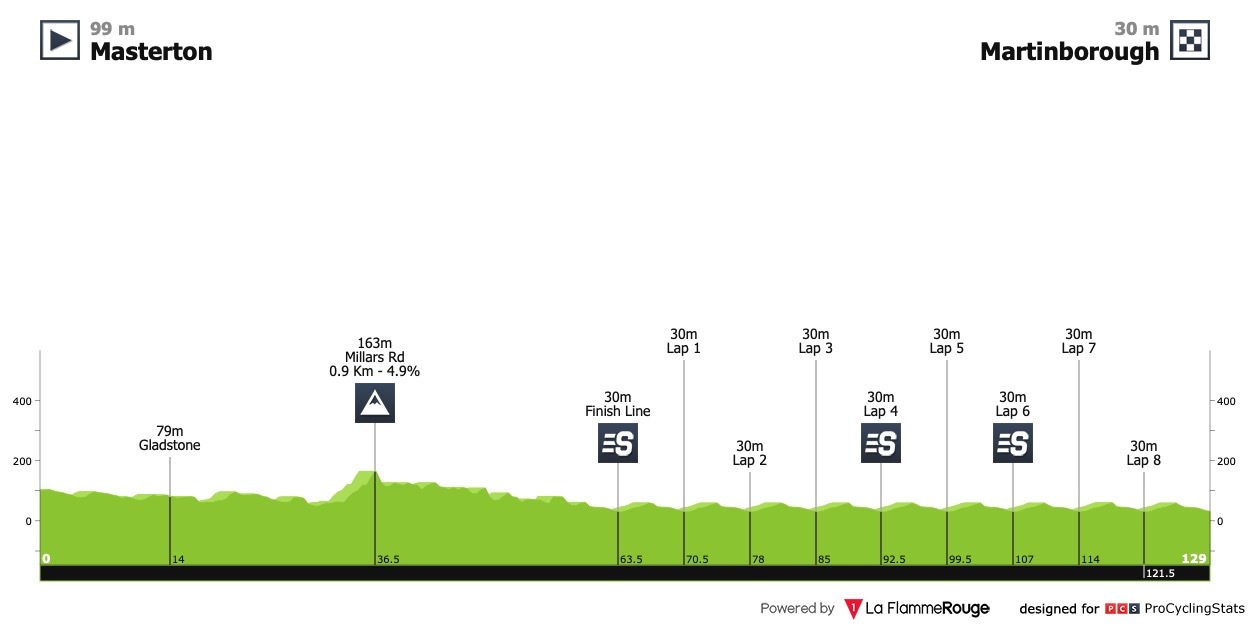 99 m
Masterton
30 m
Martinborough
163m
Millars Rd
0.9 Km - 4.9%
79m
Gladstone
30m
Finish Line
30m
Lap 1
30m
Lap 2
30m
Lap 3
30m
Lap 4
30m
Lap 5
30m
Lap 6
30m
Lap 7
30m
Lap 8
S
S
S
400
200
0
400
200
0
0
14
36.5
63.5
70.5
78
85
92.5
99.5
107
114
121.5
129
Powered by 1 La FlammeRouge designed for PCS ProCyclingStats